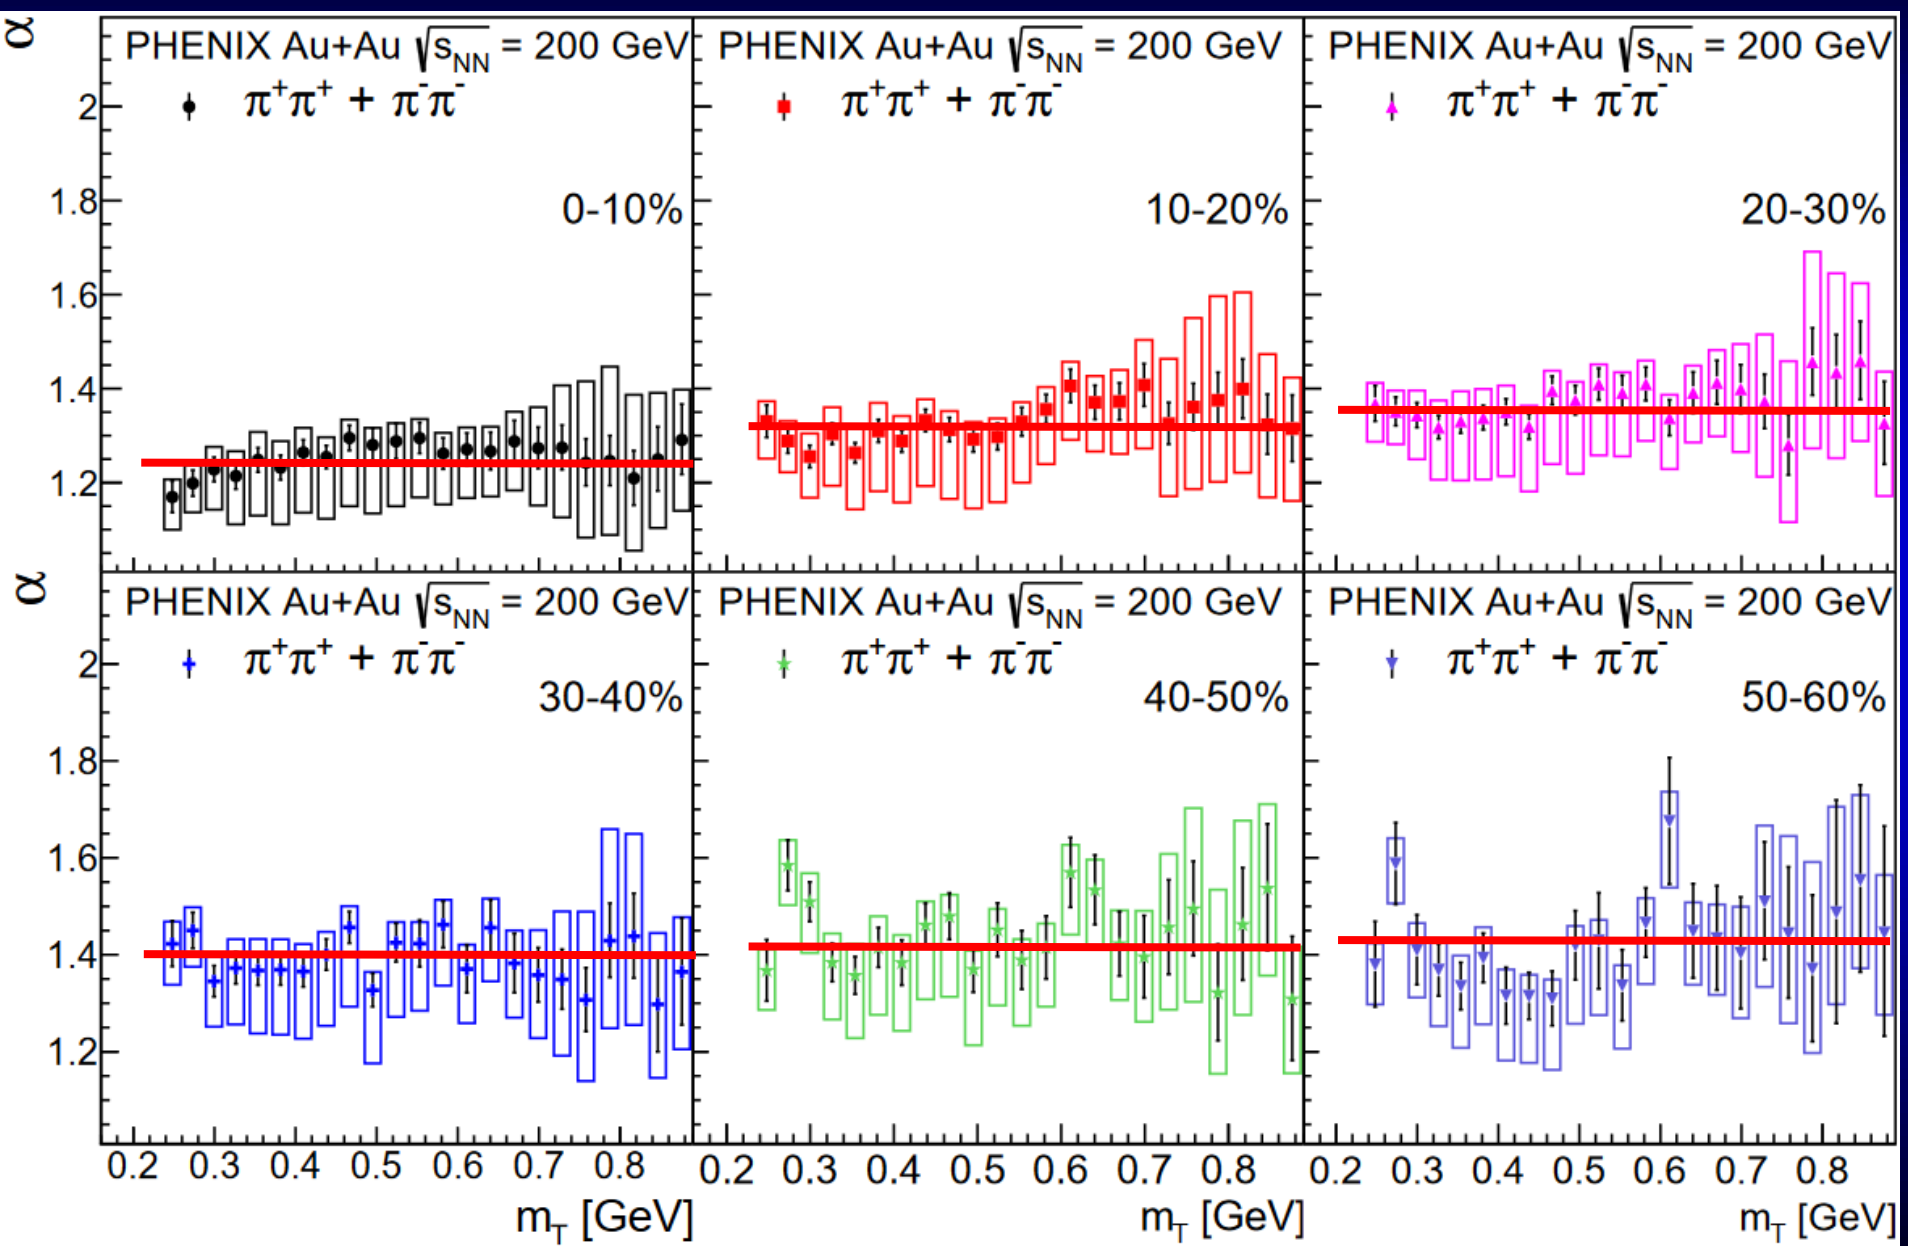 α
PHENIX Au+Au √sNN = 200 GeV
π+π+ + π-π-
0-10%
PHENIX Au+Au √sNN = 200 GeV
π+π+ + π-π-
10-20%
PHENIX Au+Au √sNN = 200 GeV
π+π+ + π-π-
20-30%
2
1.8
1.6
1.4
1.2
α
PHENIX Au+Au √sNN = 200 GeV
π+π+ + π-π-
30-40%
PHENIX Au+Au √sNN = 200 GeV
π+π+ + π-π-
40-50%
PHENIX Au+Au √sNN = 200 GeV
π+π+ + π-π-
50-60%
2
1.8
1.6
1.4
1.2
0.2 0.3 0.4 0.5 0.6 0.7 0.8
0.2 0.3 0.4 0.5 0.6 0.7 0.8
0.2 0.3 0.4 0.5 0.6 0.7 0.8
mT [GeV]
mT [GeV]
mT [GeV]